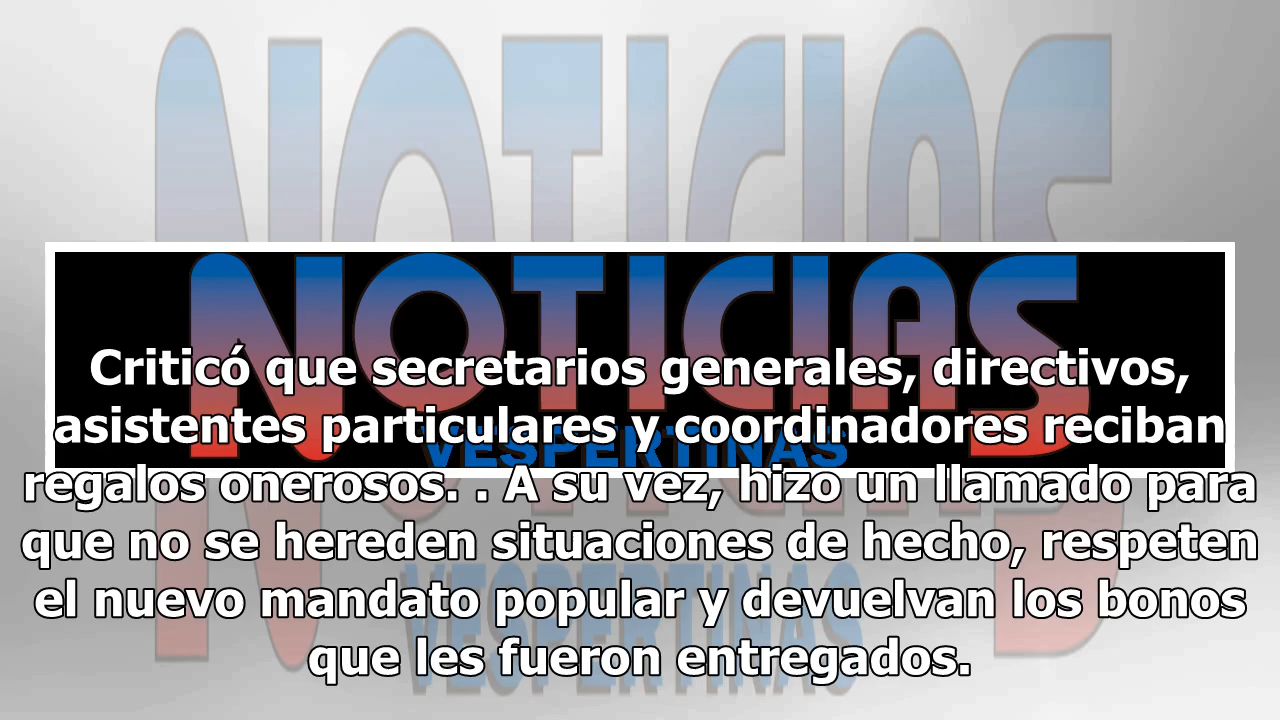 NOTICIAS
NOTICIAS
Criticó que secretarios generales, directivos,
asistentes particulares y coordinadores reciban
VESPERTINAS
regalos onerosos. . A su vez, hizo un llamado para
que no se hereden situaciones de hecho, respeten
el nuevo mandato popular y devuelvan los bonos
VESPERTINAS
que les fueron entregados.